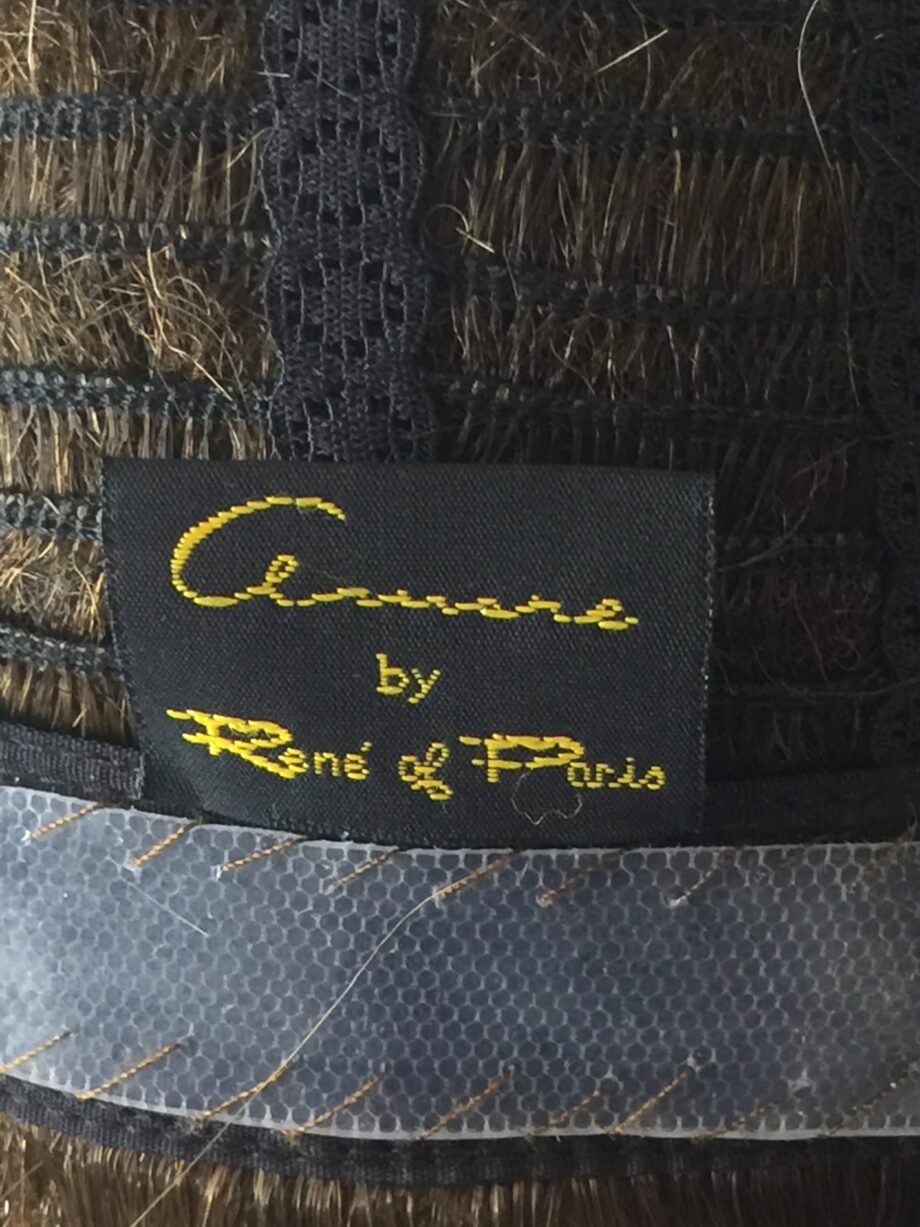 Amore
by
René of Paris